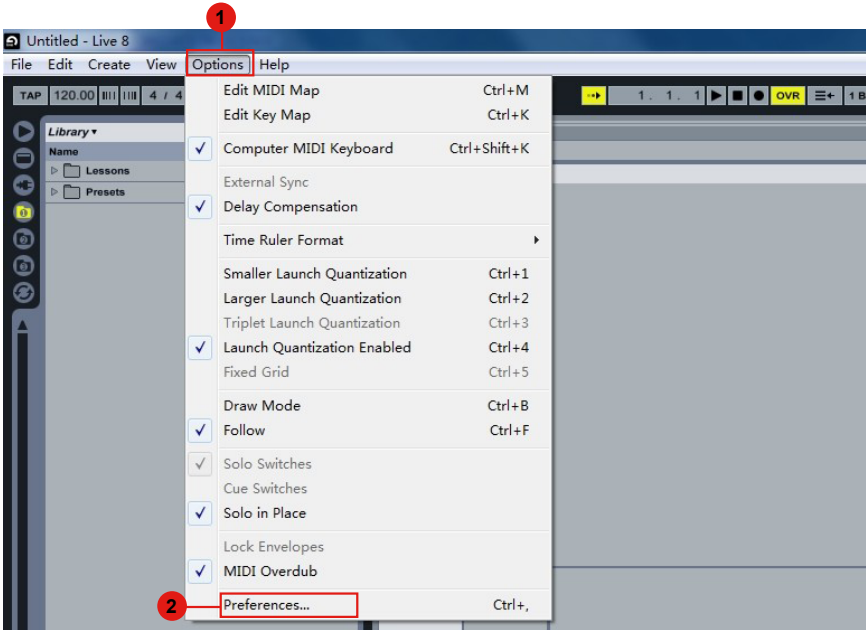 1
Untitled - Live 8
File Edit Create View Options Help
TAP 120.00 4 / 4
1. 1. 1 OVR 1 B
Library
Name
Lessons
Presets
Edit MIDI Map Ctrl+M
Edit Key Map Ctrl+K
Computer MIDI Keyboard Ctrl+Shift+K
External Sync
Delay Compensation
Time Ruler Format
Smaller Launch Quantization Ctrl+1
Larger Launch Quantization Ctrl+2
Triplet Launch Quantization Ctrl+3
Launch Quantization Enabled Ctrl+4
Fixed Grid Ctrl+5
Draw Mode Ctrl+B
Follow Ctrl+F
Solo Switches
Cue Switches
Solo in Place
Lock Envelopes
MIDI Overdub
2 Preferences... Ctrl+,